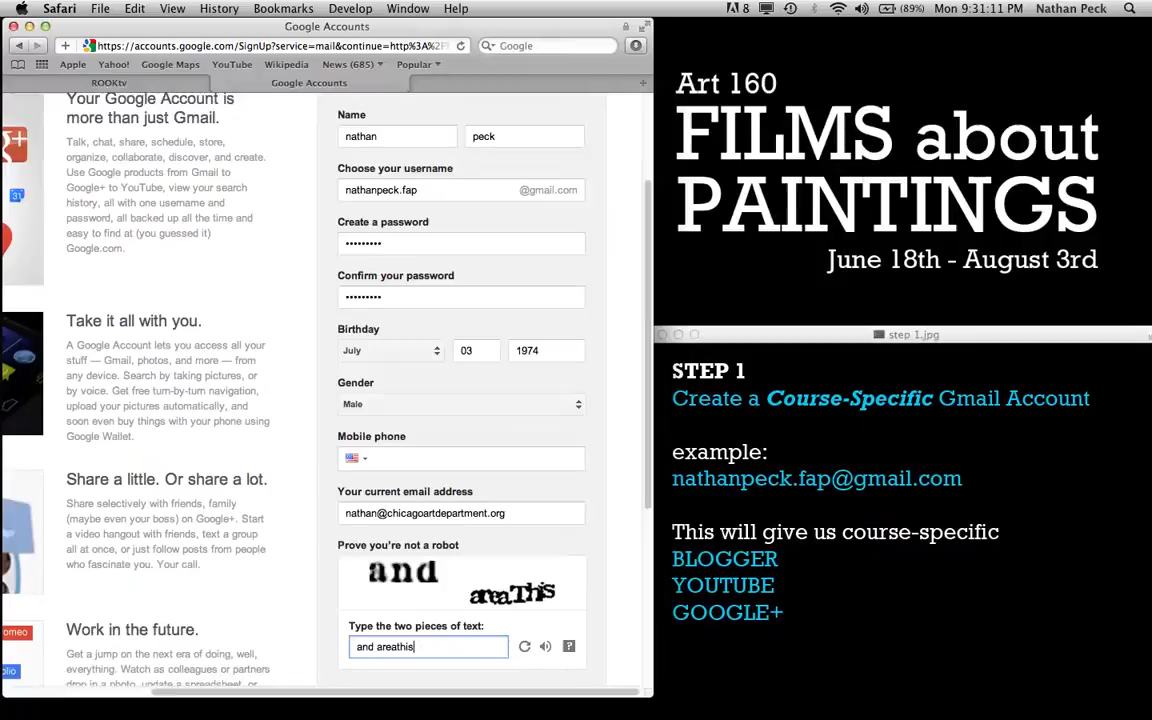 Safari File Edit View History Bookmarks Develop Window Help
8 (89%) Mon 9:31:11 PM Nathan Peck
Google Accounts
https://accounts.google.com/SignUp?service=mail&continue=http%3A%2F
Google
Apple Yahoo! Google Maps YouTube Wikipedia News (685) Popular
ROOKtv
Google Accounts
Your Google Account is
more than just Gmail.
Talk, chat, share, schedule, store,
organize, collaborate, discover, and create.
Use Google products from Gmail to
Google+ to YouTube, view your search
history, all with one username and
password, all backed up all the time and
easy to find at (you guessed it)
Google.com.
31
Take it all with you.
A Google Account lets you access all your
stuff — Gmail, photos, and more — from
any device. Search by taking pictures, or
by voice. Get free turn-by-turn navigation,
upload your pictures automatically, and
soon even buy things with your phone using
Google Wallet.
Share a little. Or share a lot.
Share selectively with friends, family
(maybe even your boss) on Google+. Start
a video hangout with friends, text a group
all at once, or just follow posts from people
who fascinate you. Your call.
Work in the future.
Get a jump on the next era of doing, well,
everything. Watch as colleagues or partners
drop in a photo, update a spreadsheet, or
omeo
olio
Name
nathan peck
Choose your username
nathanpeck.fap @gmail.com
Create a password
•••••••••
Confirm your password
•••••••••
Birthday
July 03 1974
Gender
Male
Mobile phone
Your current email address
nathan@chicagoartdepartment.org
Prove you're not a robot
and areaThis
Type the two pieces of text:
and areathis
?
Art 160
FILMS about
PAINTINGS
June 18th - August 3rd
step 1.jpg
STEP 1
Create a Course-Specific Gmail Account
example:
nathanpeck.fap@gmail.com
This will give us course-specific
BLOGGER
YOUTUBE
GOOGLE+